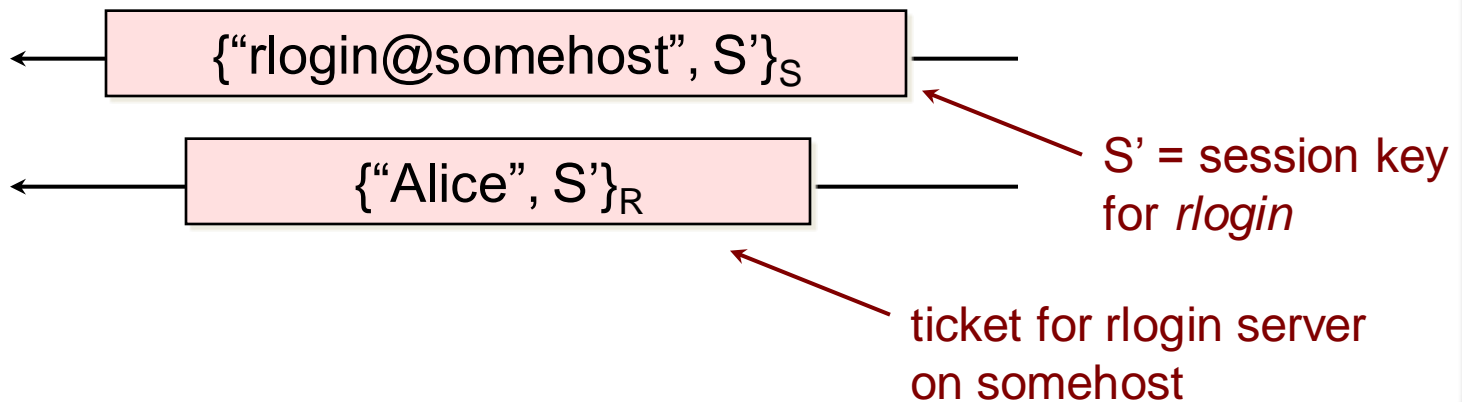 {“rlogin@somehost”, S’}S
{“Alice”, S’}R
S’ = session key
for rlogin
ticket for rlogin server
on somehost